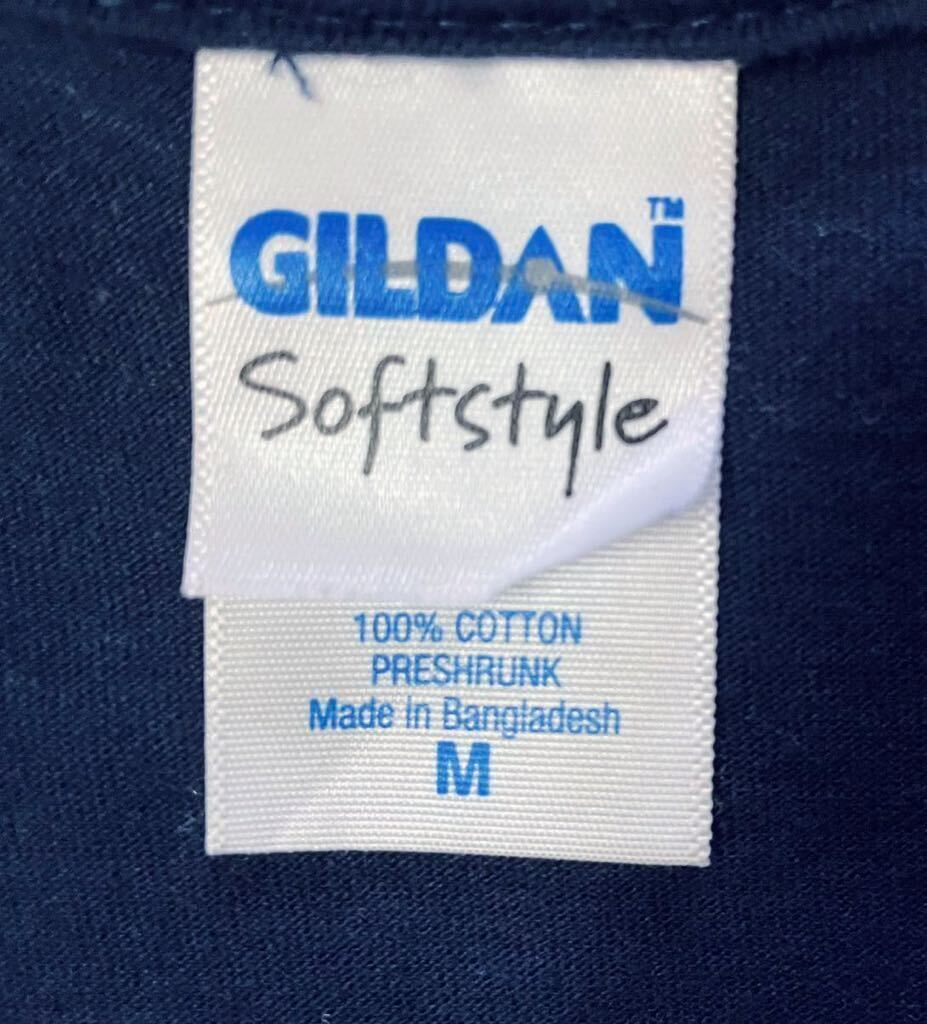 GILDAN™
Softstyle
100% COTTON
PRESHRUNK
Made in Bangladesh
M